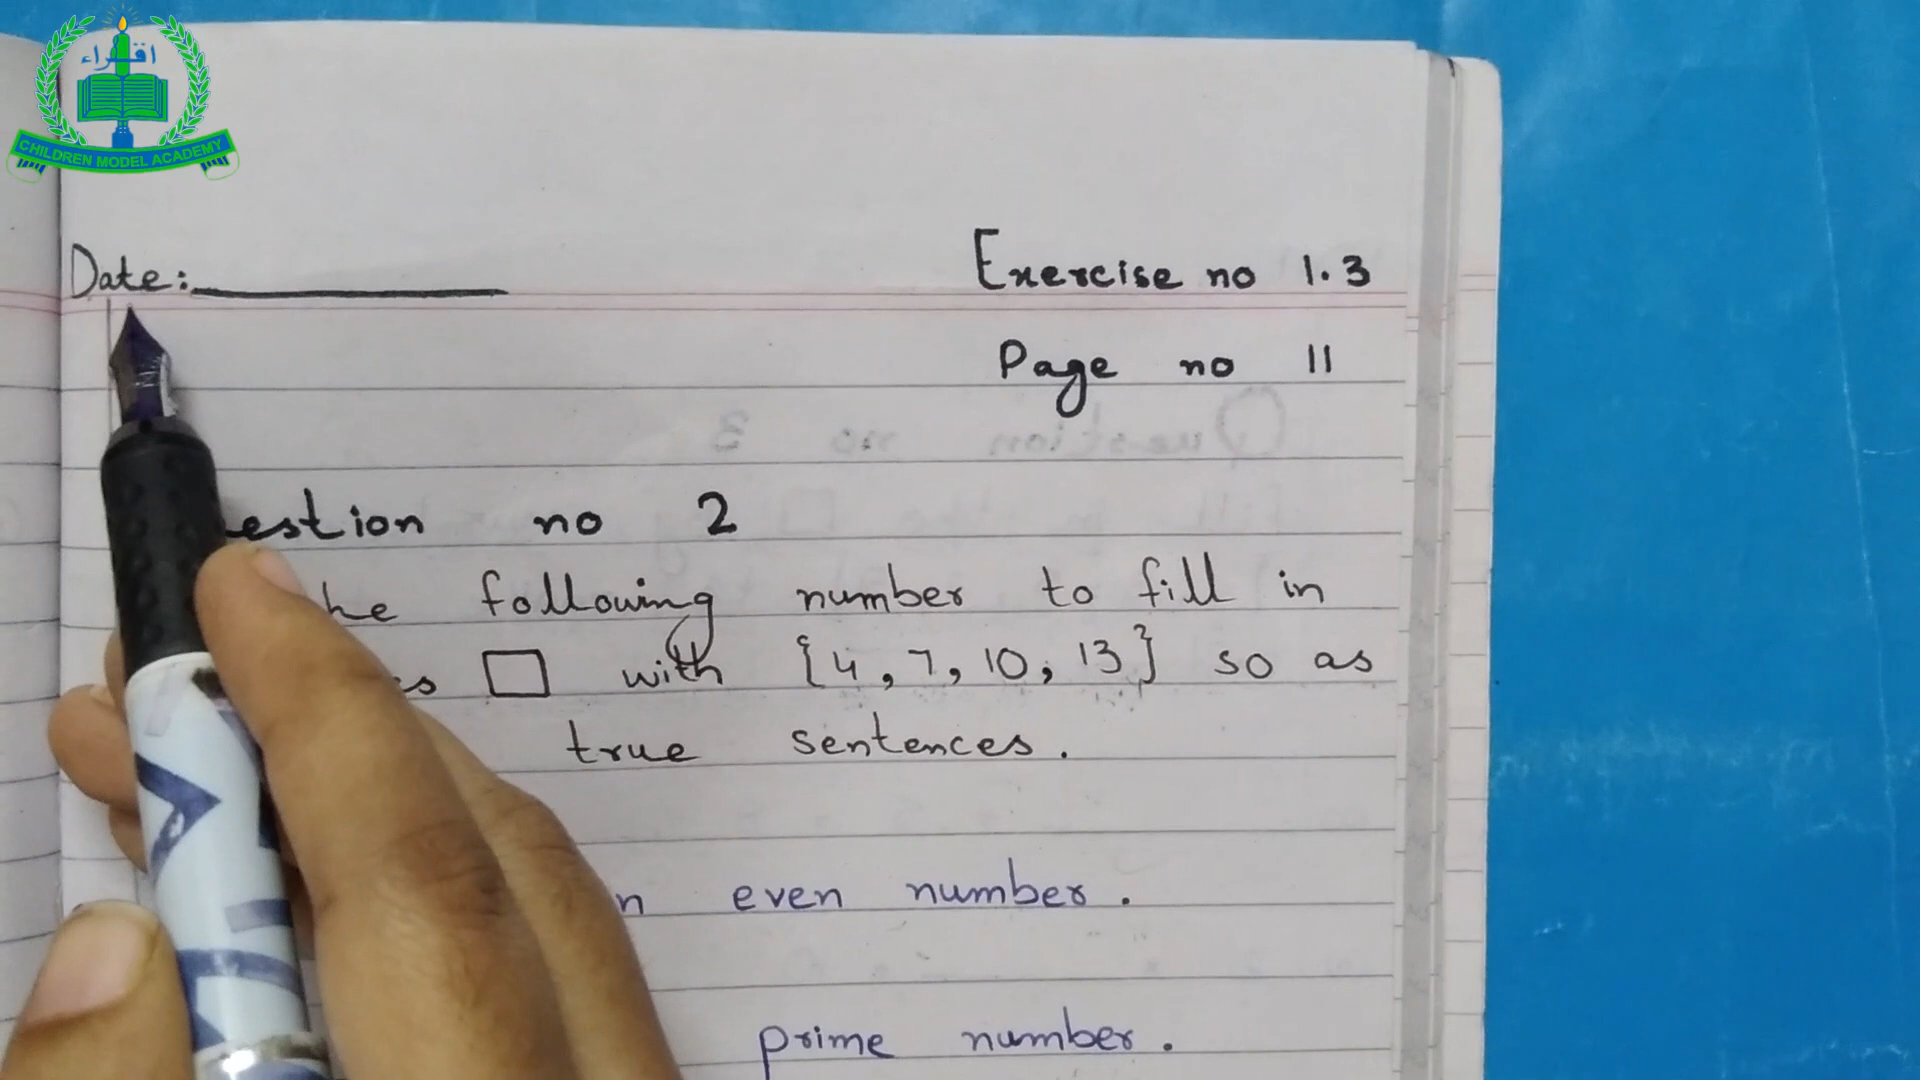 اقراء
CHILDREN MODEL ACADEMY
Date: Exercise no 1.3
Page no 11
estion no 2
he following number to fill in
s □ with {4, 7, 10, 13} so as
true sentences.
n even number.
prime number.